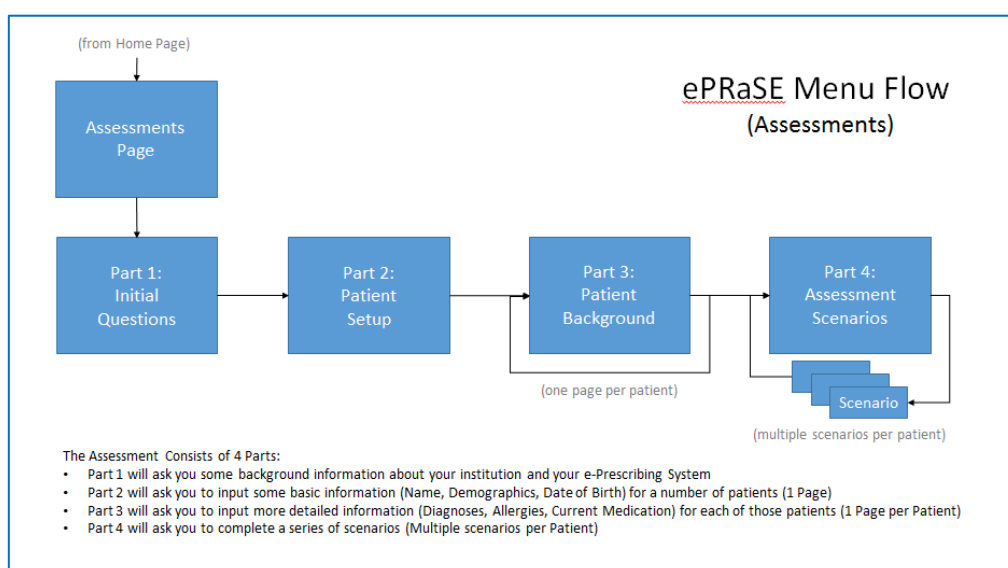 (from Home Page)
ePRaSE Menu Flow
(Assessments)
Assessments
Page
Part 1:
Initial
Questions
Part 2:
Patient
Setup
Part 3:
Patient
Background
Part 4:
Assessment
Scenarios
(one page per patient)
Scenario
(multiple scenarios per patient)
The Assessment Consists of 4 Parts:
• Part 1 will ask you some background information about your institution and your e-Prescribing System
• Part 2 will ask you to input some basic information (Name, Demographics, Date of Birth) for a number of patients (1 Page)
• Part 3 will ask you to input more detailed information (Diagnoses, Allergies, Current Medication) for each of those patients (1 Page per Patient)
• Part 4 will ask you to complete a series of scenarios (Multiple scenarios per Patient)